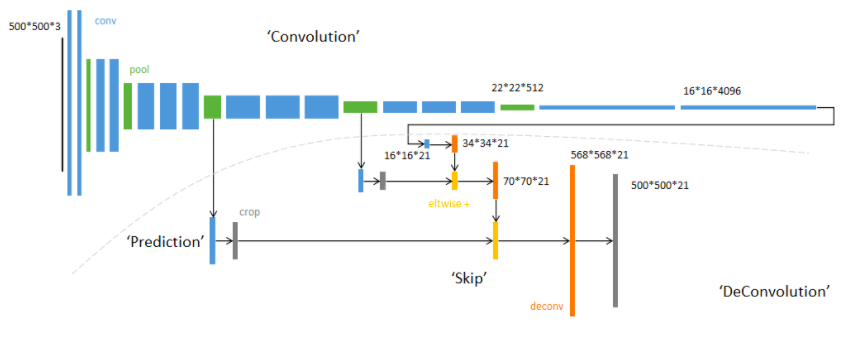 500*500*3
conv
‘Convolution’
pool
22*22*512
16*16*4096
16*16*21
34*34*21
568*568*21
70*70*21
500*500*21
eltwise +
crop
‘Prediction’
‘Skip’
‘DeConvolution’
deconv